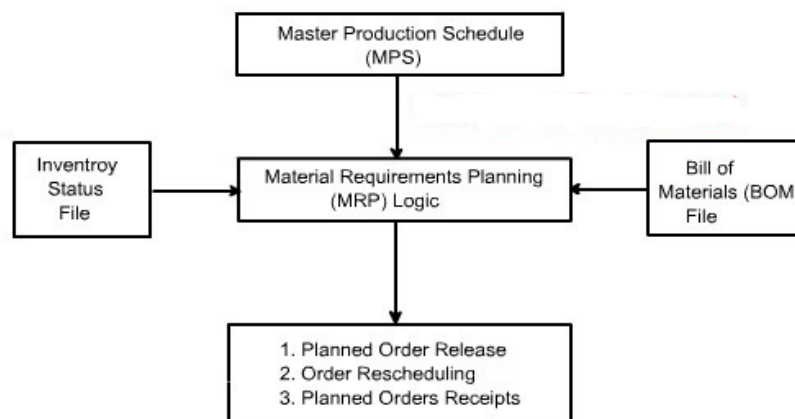 Master Production Schedule
(MPS)
Inventroy
Status
File
Material Requirements Planning
(MRP) Logic
Bill of
Materials (BOM
File
1. Planned Order Release
2. Order Rescheduling
3. Planned Orders Receipts